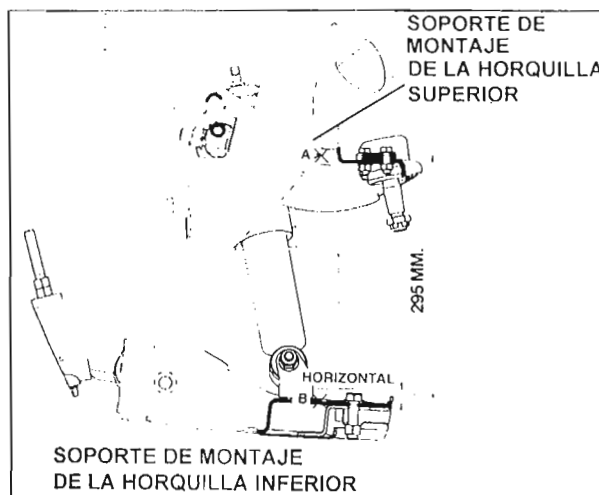 SOPORTE DE
MONTAJE
DE LA HORQUILLA
SUPERIOR
A
295 MM.
HORIZONTAL
B
SOPORTE DE MONTAJE
DE LA HORQUILLA INFERIOR